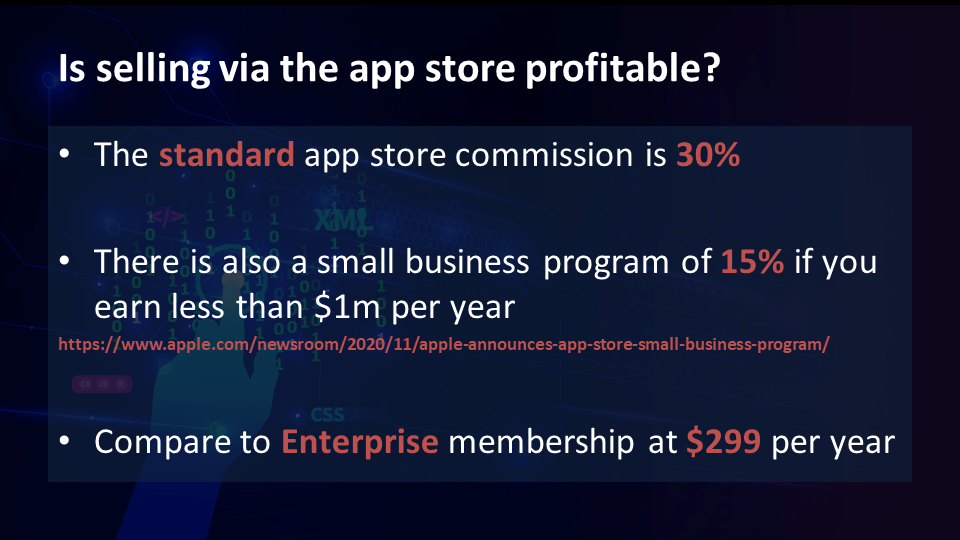 Is selling via the app store profitable?
• The standard app store commission is 30%
• There is also a small business program of 15% if you
earn less than $1m per year
https://www.apple.com/newsroom/2020/11/apple-announces-app-store-small-business-program/
• Compare to Enterprise membership at $299 per year
</>
XML
CSS